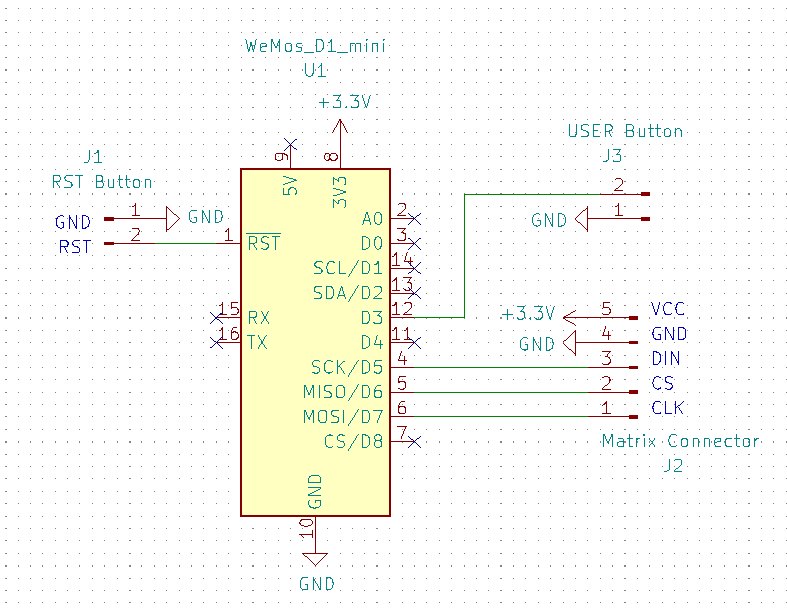 WeMos_D1_mini
U1
+3.3V
9
8
5V
3V3
J1
RST Button
GND
1
GND
RST
2
1
RST
15
RX
16
TX
A0
2
D0
3
SCL/D1
14
SDA/D2
13
D3
12
D4
11
SCK/D5
4
MISO/D6
5
MOSI/D7
6
CS/D8
7
GND
10
GND
USER Button
J3
2
GND
1
+3.3V
5
VCC
GND
4
GND
3
DIN
2
CS
1
CLK
Matrix Connector
J2